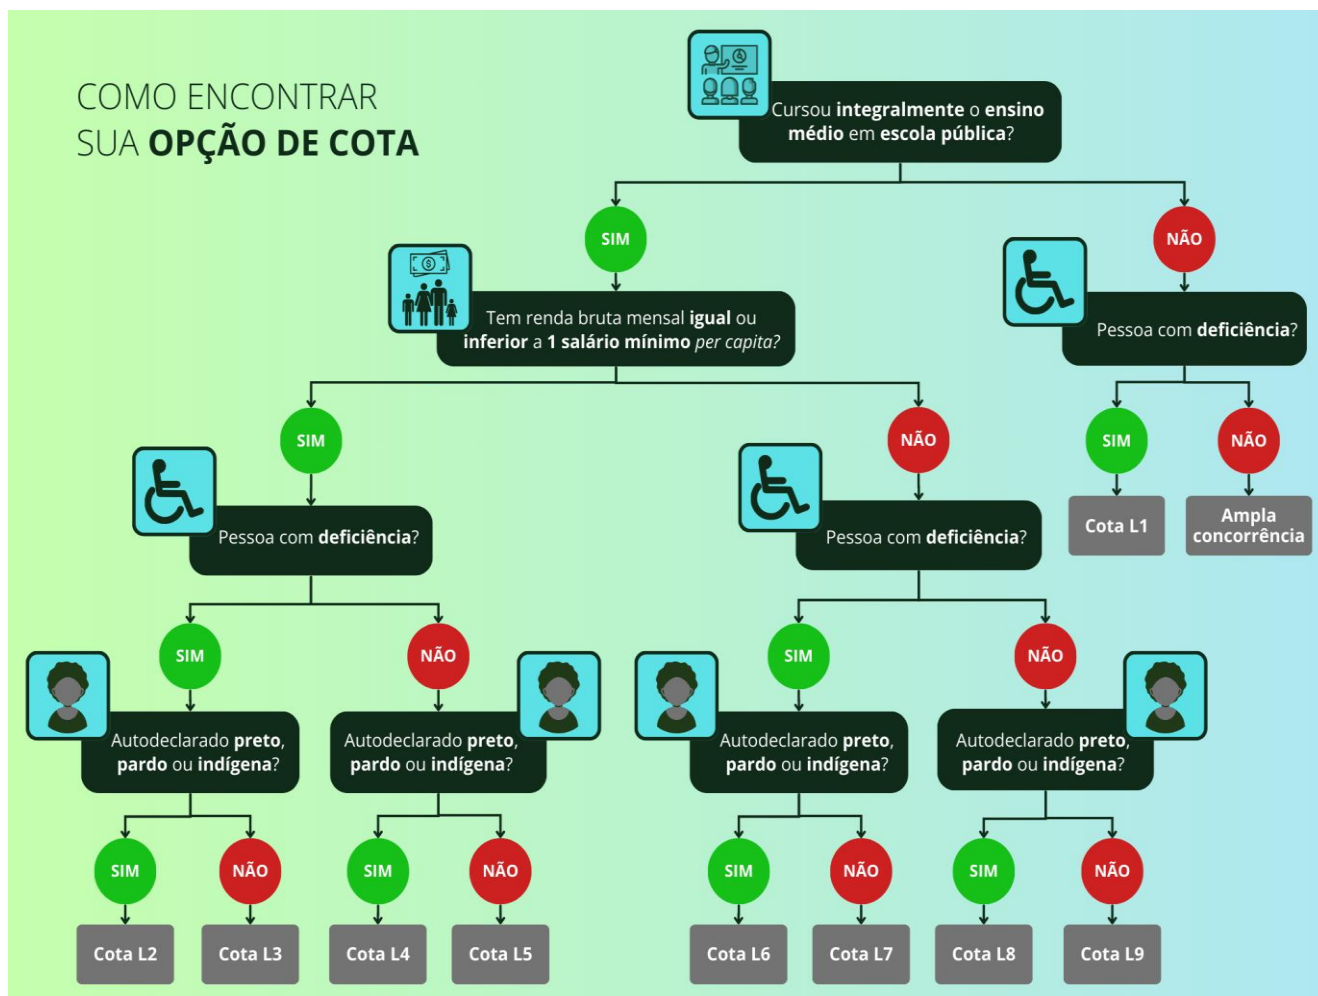 COMO ENCONTRAR
SUA OPÇÃO DE COTA
Cursou integralmente o ensino
médio em escola pública?
SIM
NÃO
Tem renda bruta mensal igual ou
inferior a 1 salário mínimo per capita?
Pessoa com deficiência?
SIM
NÃO
SIM
NÃO
Cota L1
Ampla
concorrência
Pessoa com deficiência?
Pessoa com deficiência?
SIM
NÃO
SIM
NÃO
Autodeclarado preto,
pardo ou indígena?
Autodeclarado preto,
pardo ou indígena?
Autodeclarado preto,
pardo ou indígena?
Autodeclarado preto,
pardo ou indígena?
SIM
NÃO
SIM
NÃO
SIM
NÃO
SIM
NÃO
Cota L2
Cota L3
Cota L4
Cota L5
Cota L6
Cota L7
Cota L8
Cota L9